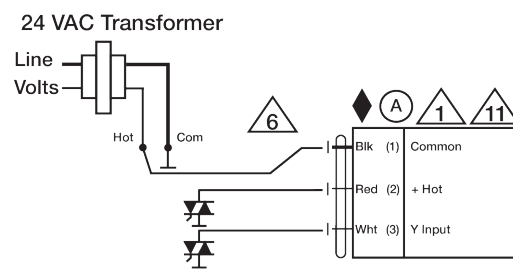 24 VAC Transformer
Line
Volts
Hot Com
6
A 1 11
Blk (1) Common
Red (2) + Hot
Wht (3) Y Input